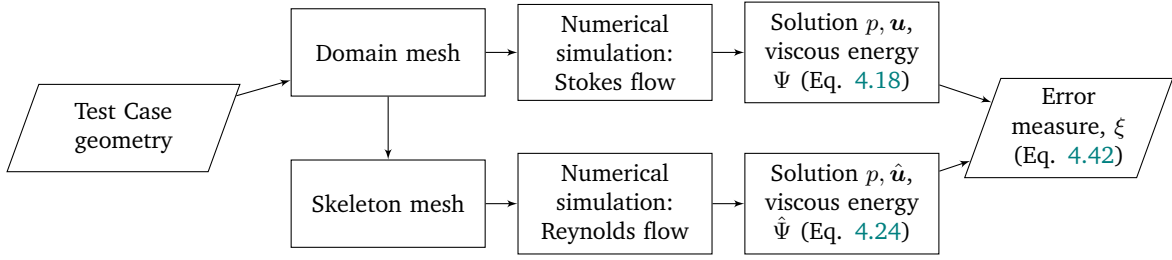 Test Case
geometry
Domain mesh
Numerical
simulation:
Stokes flow
Solution p, u,
viscous energy
Ψ (Eq. 4.18)
Skeleton mesh
Numerical
simulation:
Reynolds flow
Solution p, û,
viscous energy
Ψ̂ (Eq. 4.24)
Error
measure, ξ
(Eq. 4.42)